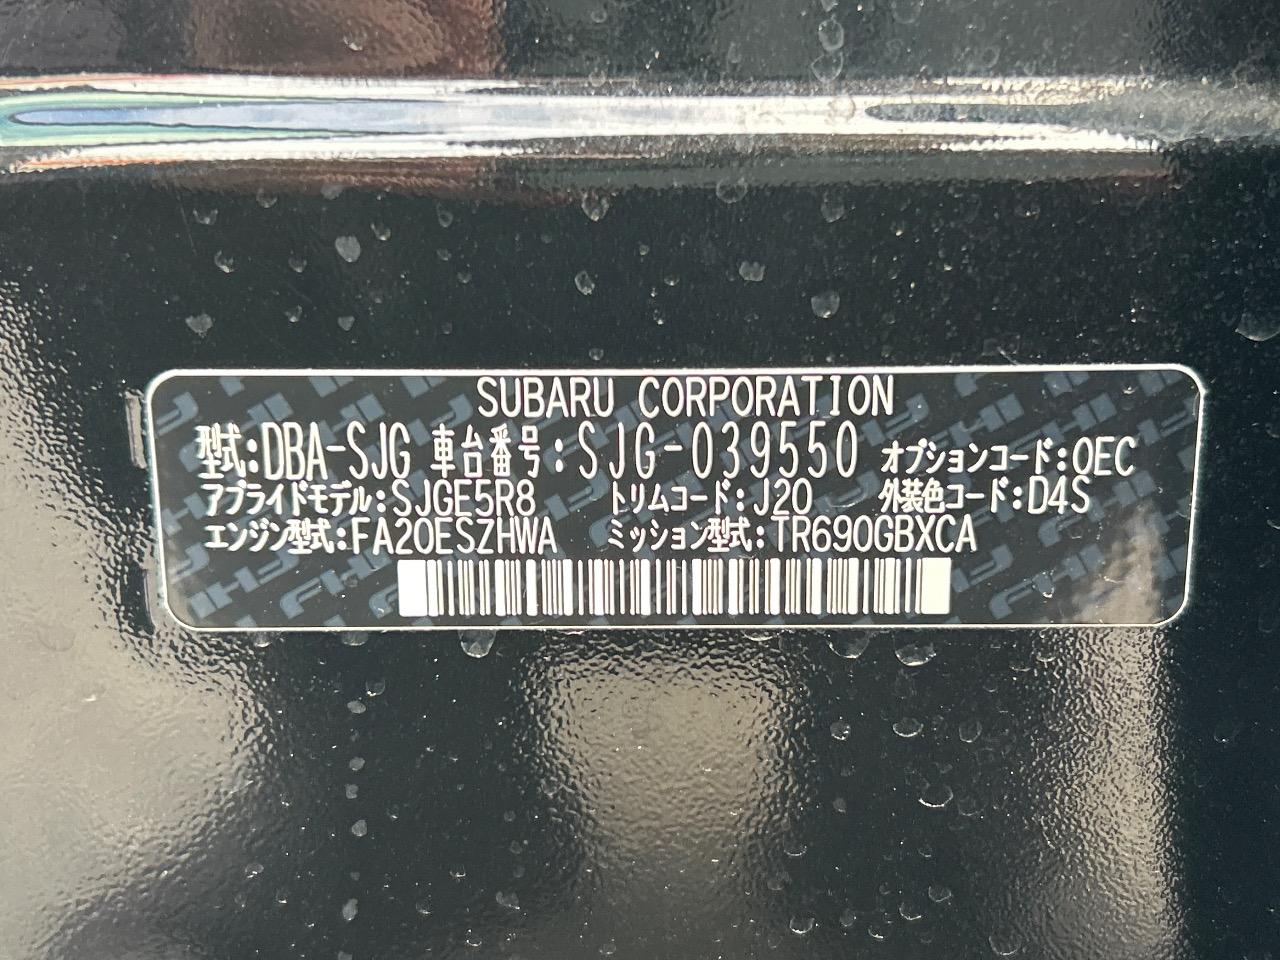 SUBARU CORPORATION
型式:DBA-SJG 車台番号:SJG-039550 オプションコード:OEC
アプライドモデル:SJGE5R8 トリムコード:J20 外装色コード:D4S
エンジン型式:FA20ESZHWA ミッション型式:TR690GBXCA